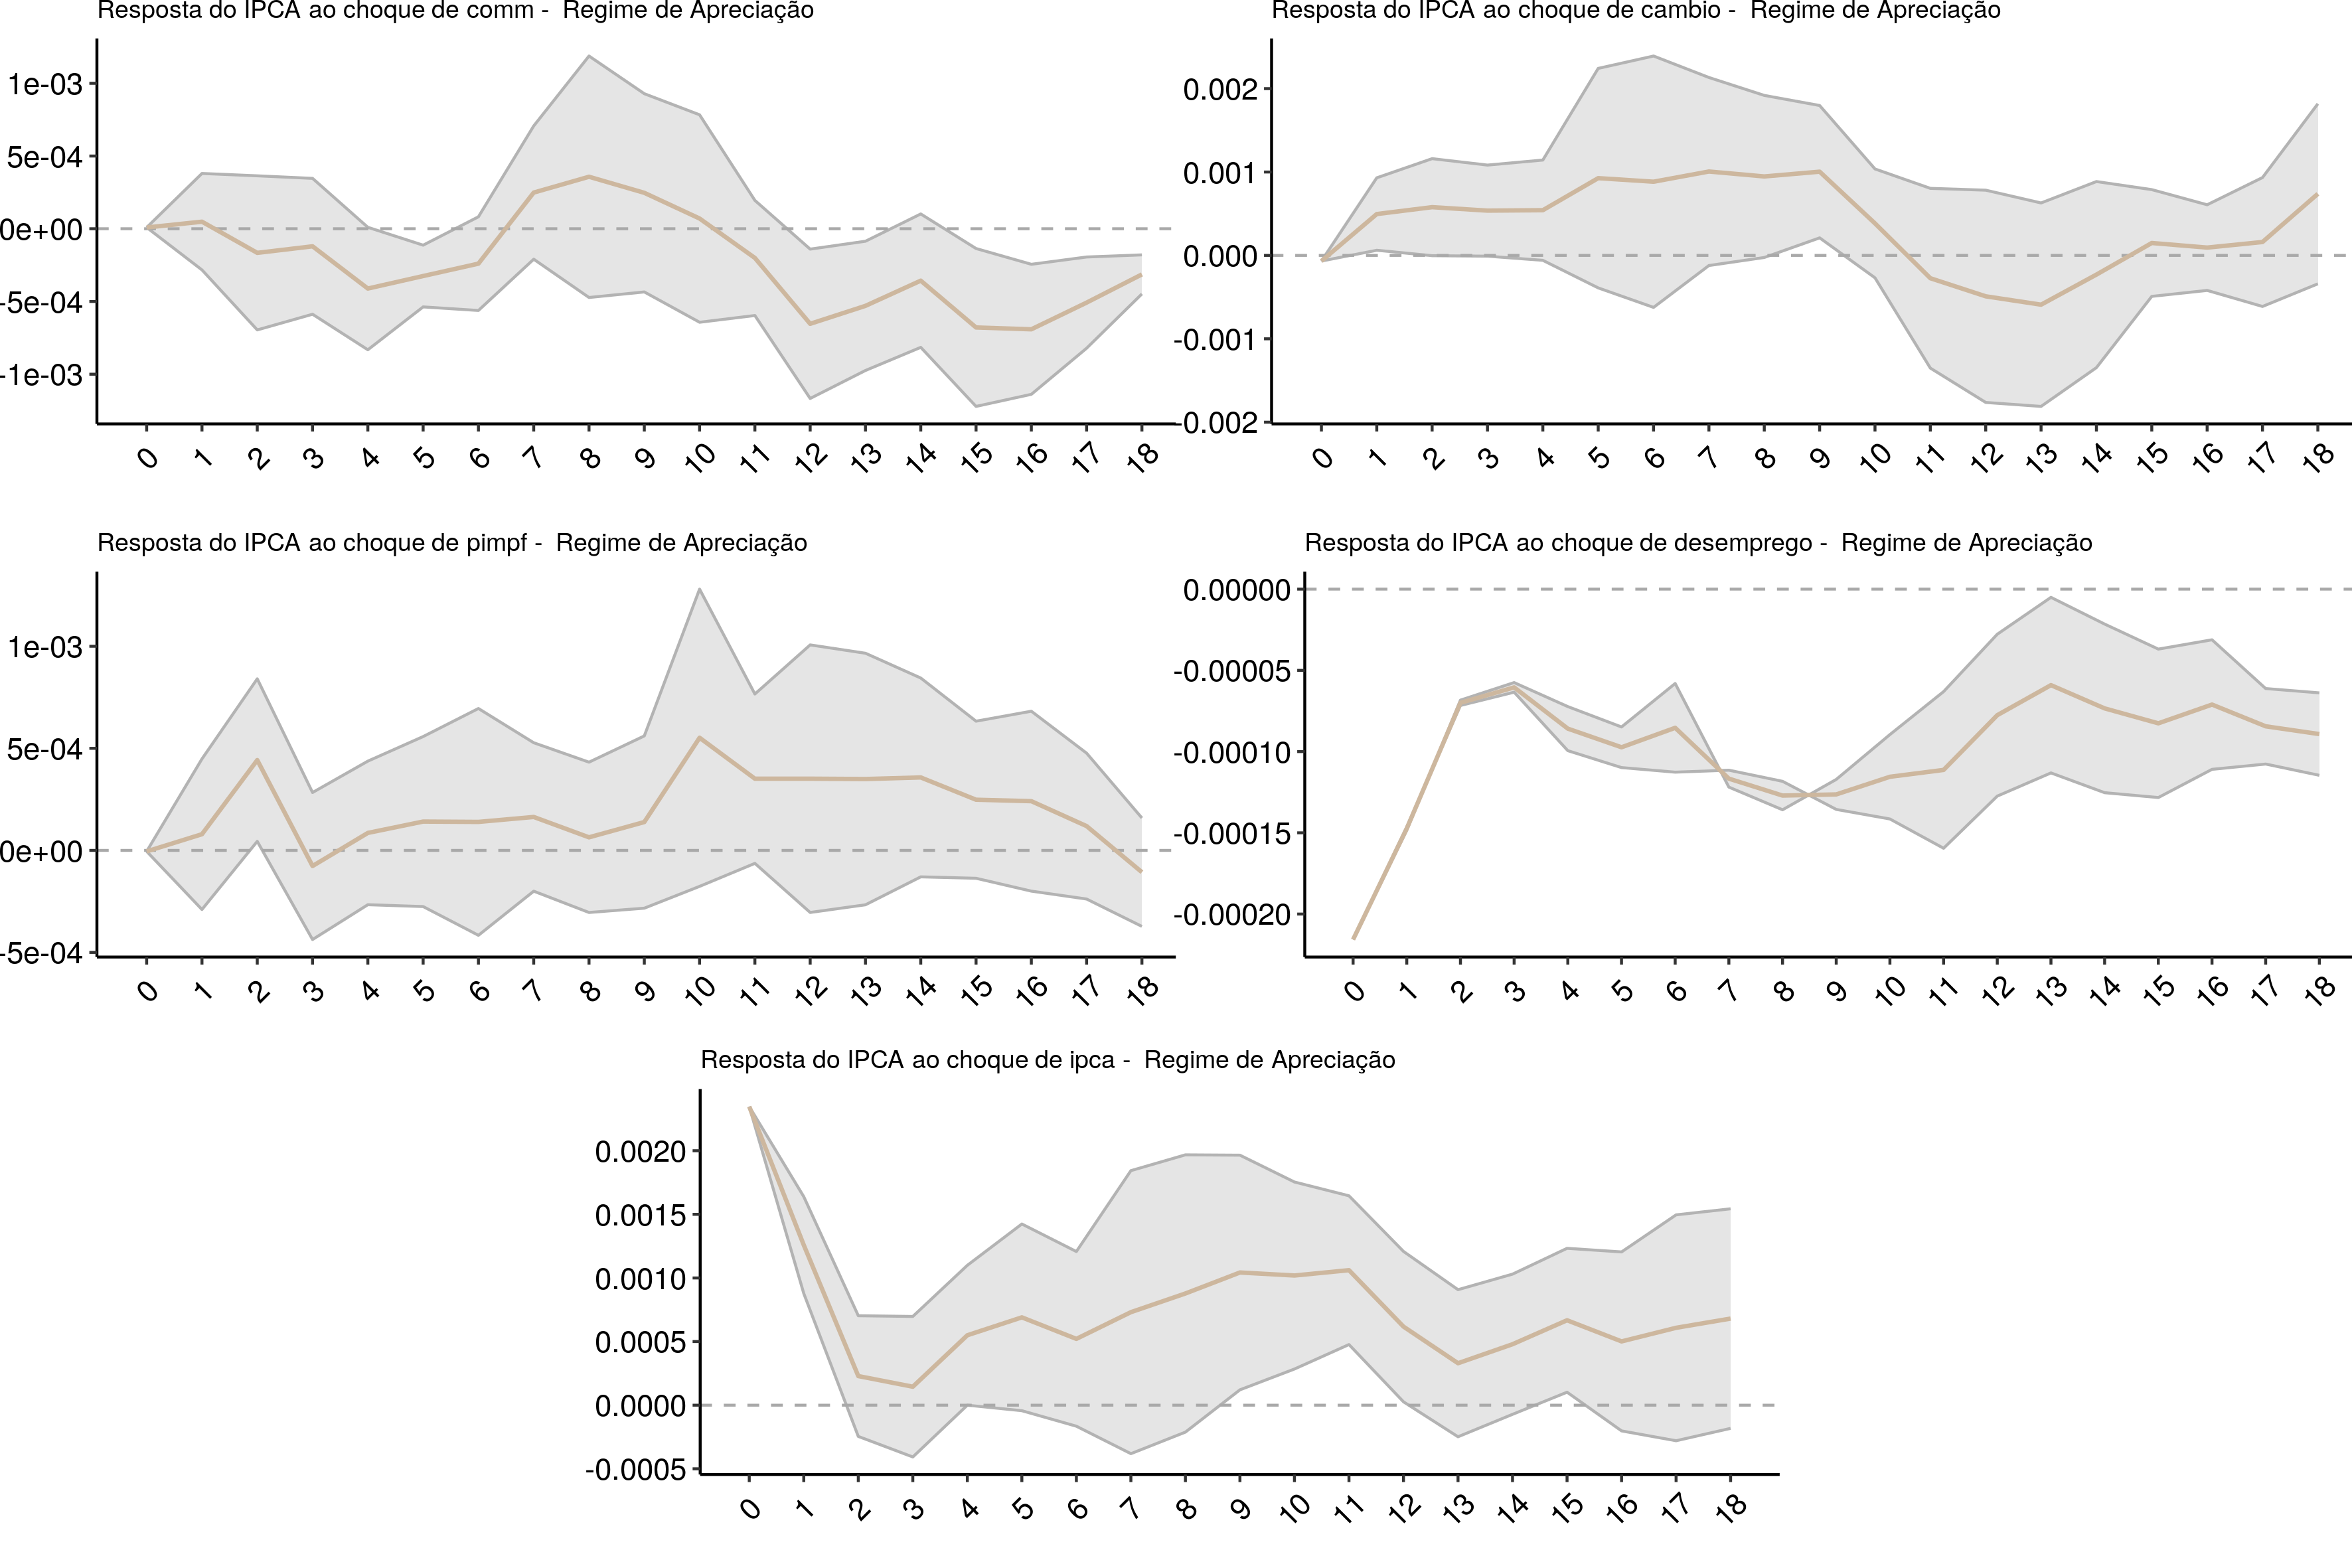 Resposta do IPCA ao choque de comm -  Regime de Apreciação
1e-03
5e-04
0e+00
-5e-04
-1e-03
0 1 2 3 4 5 6 7 8 9 10 11 12 13 14 15 16 17 18
Resposta do IPCA ao choque de cambio -  Regime de Apreciação
0.002
0.001
0.000
-0.001
-0.002
0 1 2 3 4 5 6 7 8 9 10 11 12 13 14 15 16 17 18
Resposta do IPCA ao choque de pimpf -  Regime de Apreciação
1e-03
5e-04
0e+00
-5e-04
0 1 2 3 4 5 6 7 8 9 10 11 12 13 14 15 16 17 18
Resposta do IPCA ao choque de desemprego -  Regime de Apreciação
0.00000
-0.00005
-0.00010
-0.00015
-0.00020
0 1 2 3 4 5 6 7 8 9 10 11 12 13 14 15 16 17 18
Resposta do IPCA ao choque de ipca -  Regime de Apreciação
0.0020
0.0015
0.0010
0.0005
0.0000
-0.0005
0 1 2 3 4 5 6 7 8 9 10 11 12 13 14 15 16 17 18